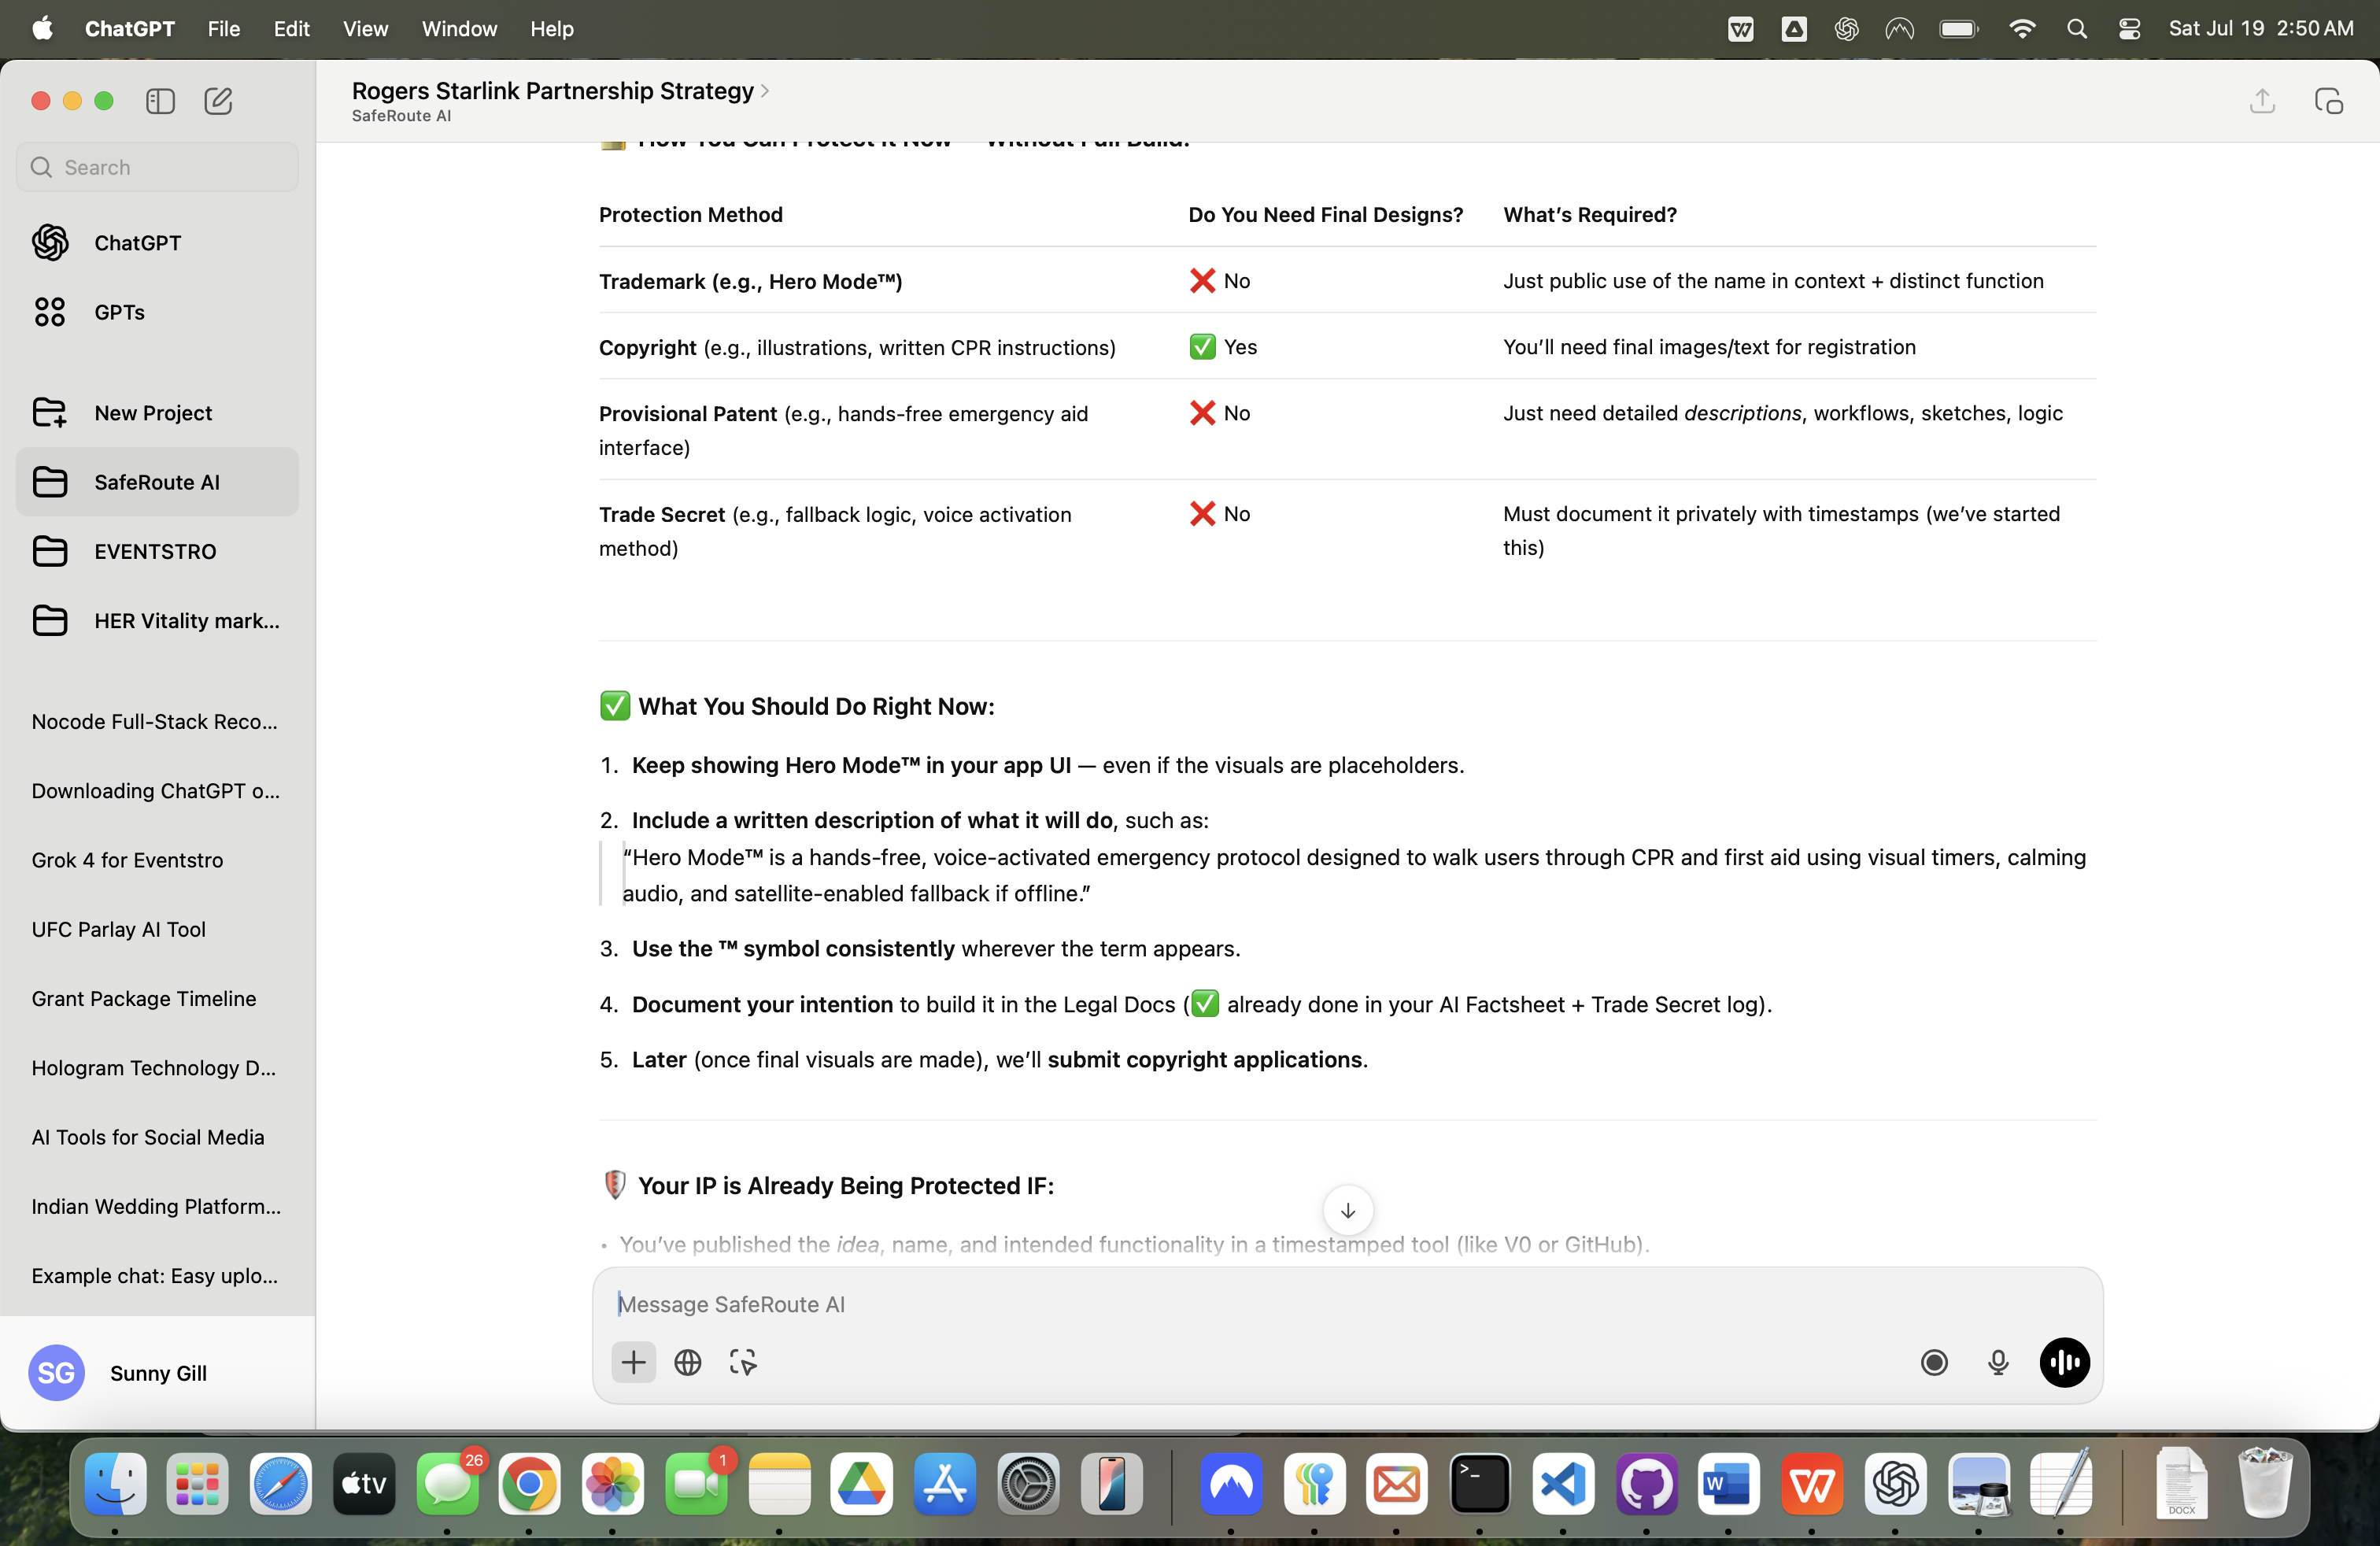 ChatGPT File Edit View Window Help Sat Jul 19 2:50 AM
Rogers Starlink Partnership Strategy
SafeRoute AI
Search
ChatGPT
GPTs
New Project
SafeRoute AI
EVENTSTRO
HER Vitality mark...
Nocode Full-Stack Reco...
Downloading ChatGPT o...
Grok 4 for Eventstro
UFC Parlay AI Tool
Grant Package Timeline
Hologram Technology D...
AI Tools for Social Media
Indian Wedding Platform...
Example chat: Easy uplo...
SG Sunny Gill
How You Can Protect It Now — Without Full Build:
Protection Method Do You Need Final Designs? What's Required?
Trademark (e.g., Hero Mode™) ❌ No Just public use of the name in context + distinct function
Copyright (e.g., illustrations, written CPR instructions) ✅ Yes You'll need final images/text for registration
Provisional Patent (e.g., hands-free emergency aid ❌ No Just need detailed descriptions, workflows, sketches, logic
interface)
Trade Secret (e.g., fallback logic, voice activation ❌ No Must document it privately with timestamps (we've started
method) this)
✅ What You Should Do Right Now:
1. Keep showing Hero Mode™ in your app UI — even if the visuals are placeholders.
2. Include a written description of what it will do, such as:
“Hero Mode™ is a hands-free, voice-activated emergency protocol designed to walk users through CPR and first aid using visual timers, calming
audio, and satellite-enabled fallback if offline.”
3. Use the ™ symbol consistently wherever the term appears.
4. Document your intention to build it in the Legal Docs (✅ already done in your AI Factsheet + Trade Secret log).
5. Later (once final visuals are made), we'll submit copyright applications.
Your IP is Already Being Protected IF:
• You've published the idea, name, and intended functionality in a timestamped tool (like V0 or GitHub).
Message SafeRoute AI
tv 26 1 W DOCX